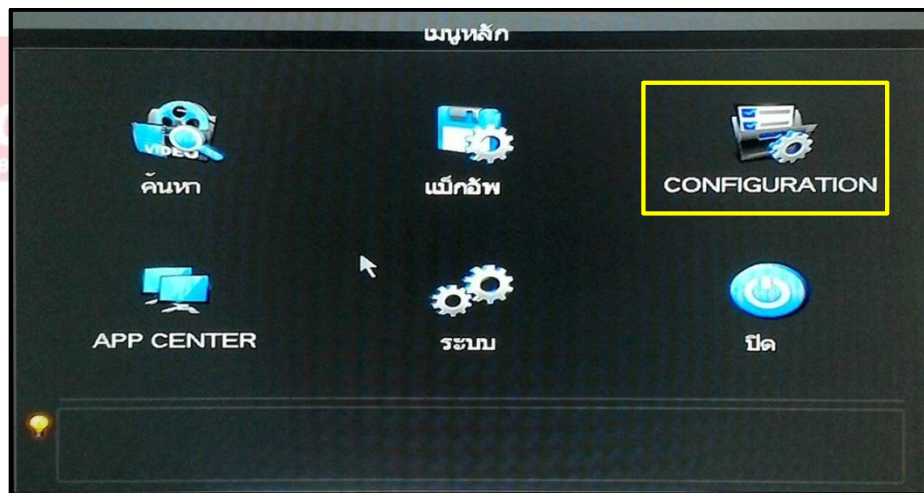 เมนูหลัก
VIDEO
ค้นหา
แบ็กอัพ
CONFIGURATION
APP CENTER
ระบบ
ปิด